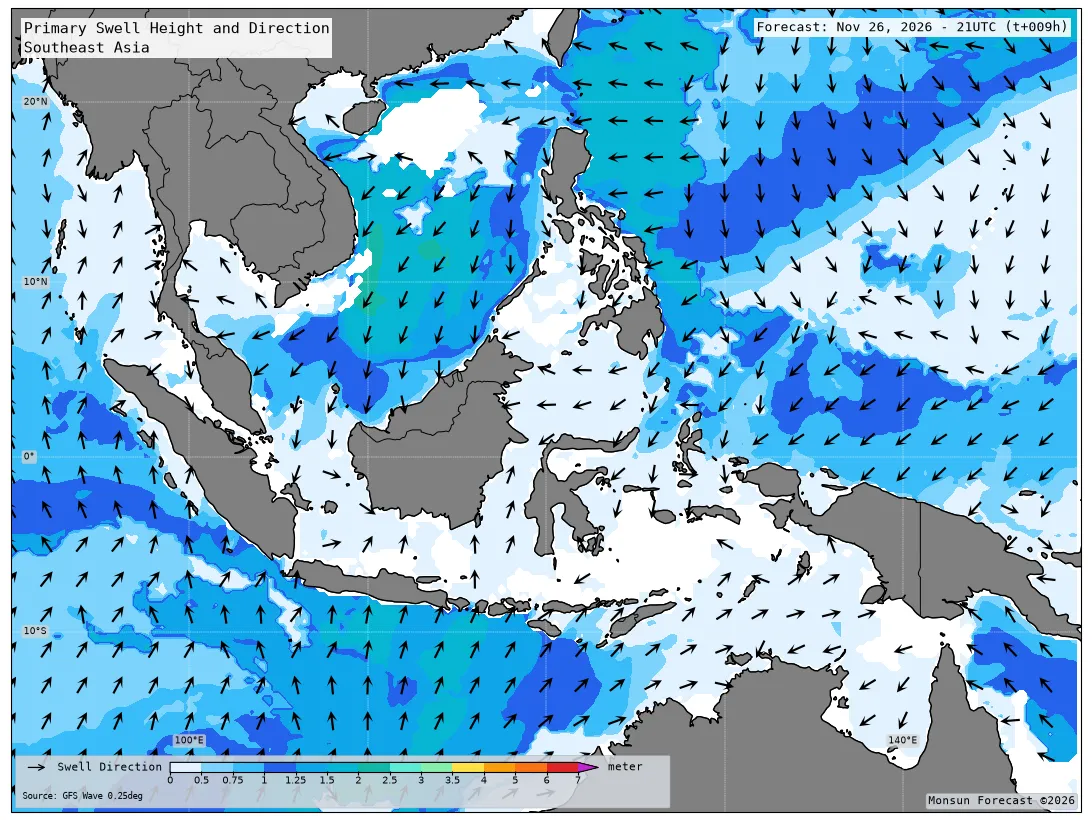 Primary Swell Height and Direction
Southeast Asia
Forecast: Nov 26, 2026 - 21UTC (t+009h)
20°N
10°N
0°
10°S
100°E
140°E
Swell Direction
meter
0 0.5 0.75 1 1.25 1.5 2 2.5 3 3.5 4 5 6 7
Source: GFS Wave 0.25deg
Monsun Forecast ©2026